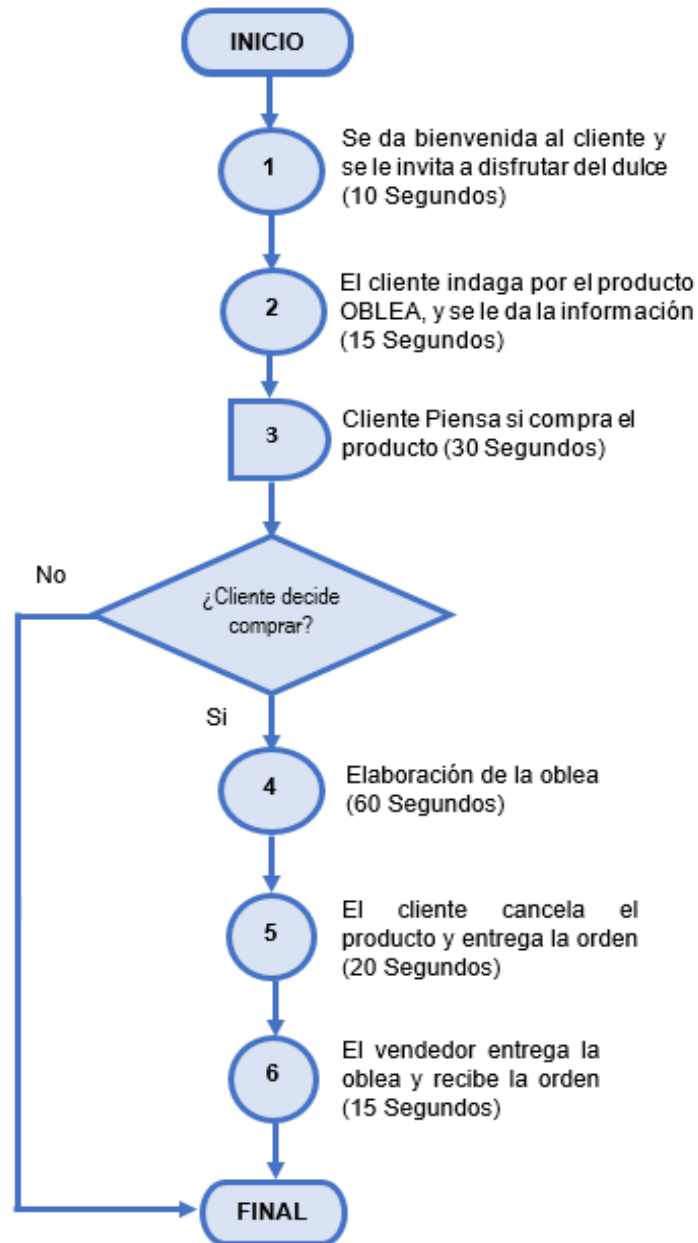 INICIO
1
Se da bienvenida al cliente y
se le invita a disfrutar del dulce
(10 Segundos)
2
El cliente indaga por el producto
OBLEA, y se le da la información
(15 Segundos)
3
Cliente Piensa si compra el
producto (30 Segundos)
No
¿Cliente decide
comprar?
Si
4
Elaboración de la oblea
(60 Segundos)
5
El cliente cancela el
producto y entrega la orden
(20 Segundos)
6
El vendedor entrega la
oblea y recibe la orden
(15 Segundos)
FINAL